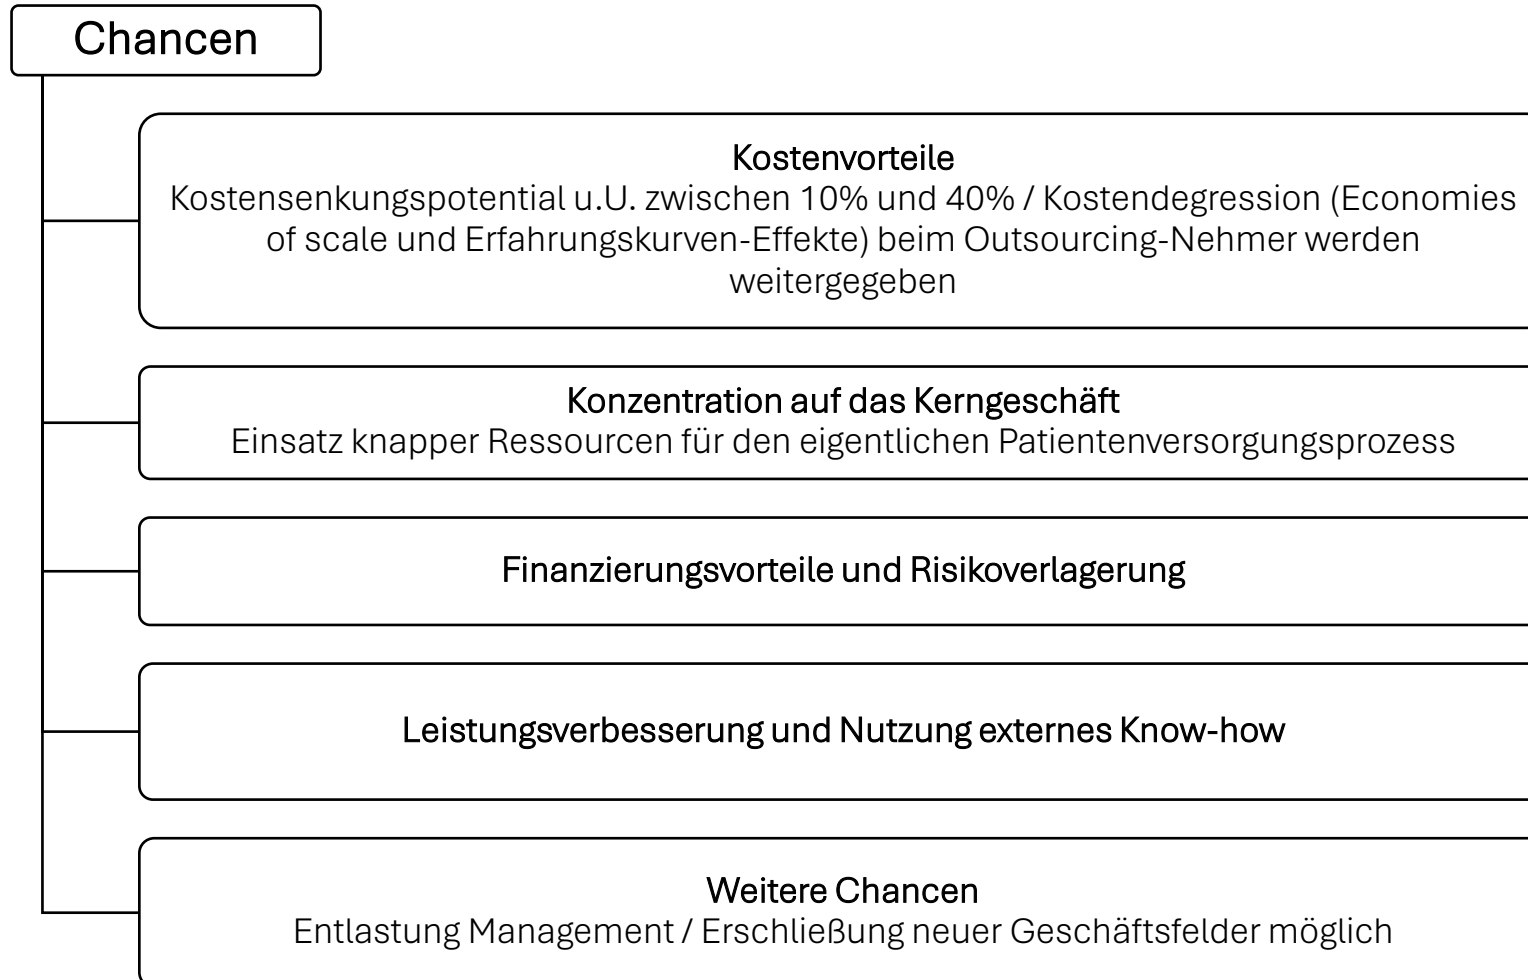 Chancen
Kostenvorteile
Kostensenkungspotential u.U. zwischen 10% und 40% / Kostendegression (Economies
of scale und Erfahrungskurven-Effekte) beim Outsourcing-Nehmer werden
weitergegeben
Konzentration auf das Kerngeschäft
Einsatz knapper Ressourcen für den eigentlichen Patientenversorgungsprozess
Finanzierungsvorteile und Risikoverlagerung
Leistungsverbesserung und Nutzung externes Know-how
Weitere Chancen
Entlastung Management / Erschließung neuer Geschäftsfelder möglich